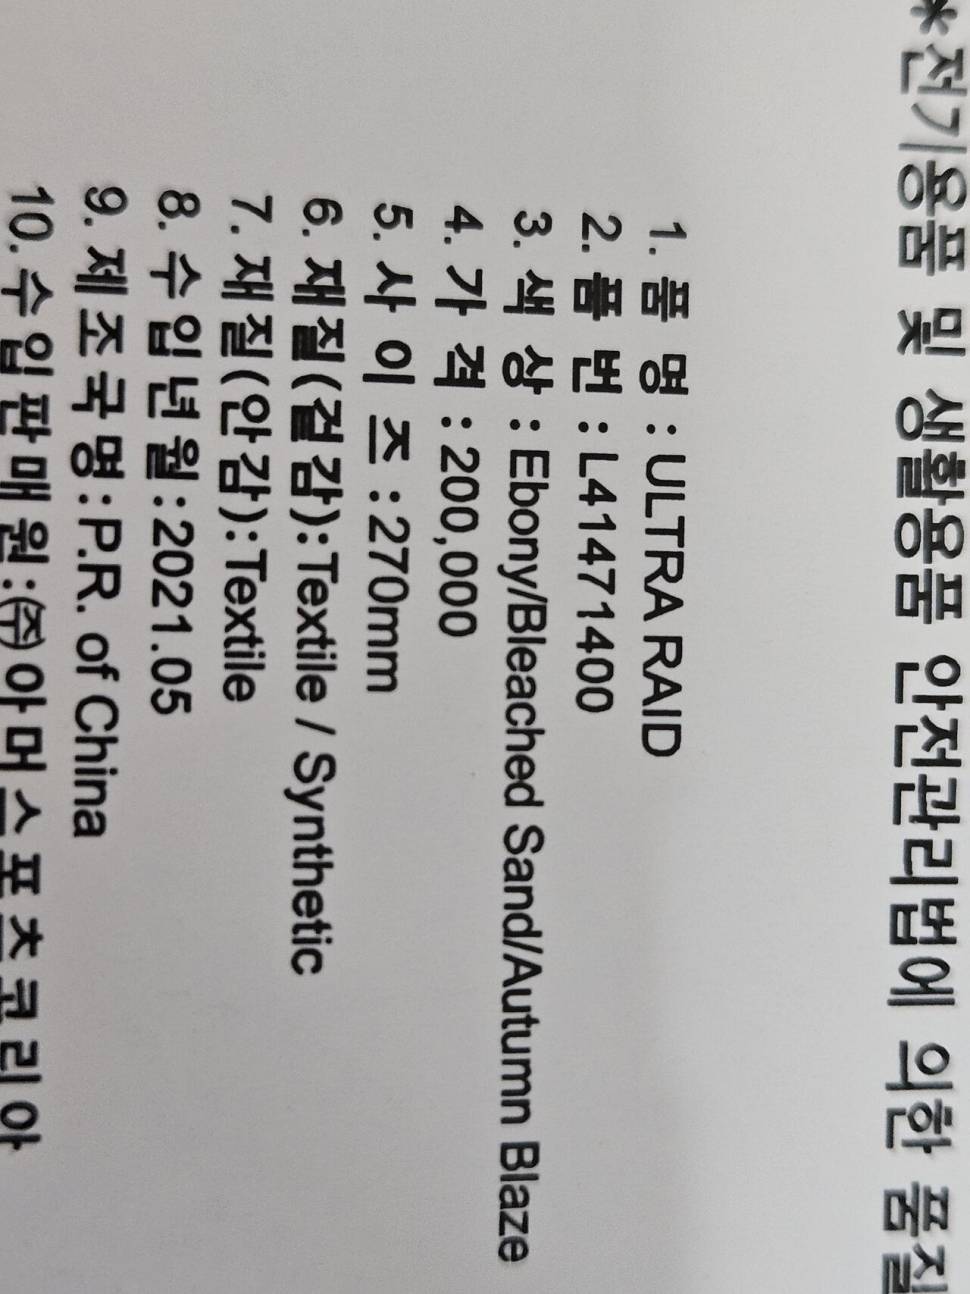 *전기용품 및 생활용품 안전관리법에 의한 품질
1. 품 명 : ULTRA RAID
2. 품 번 : L41471400
3. 색 상 : Ebony/Bleached Sand/Autumn Blaze
4. 가 격 : 200,000
5. 사 이 즈 : 270mm
6. 재질(겉감):Textile / Synthetic
7. 재질(안감):Textile
8. 수입년월:2021.05
9. 제조국명:P.R. of China
10. 수입판매원:㈜아머스포츠코리아